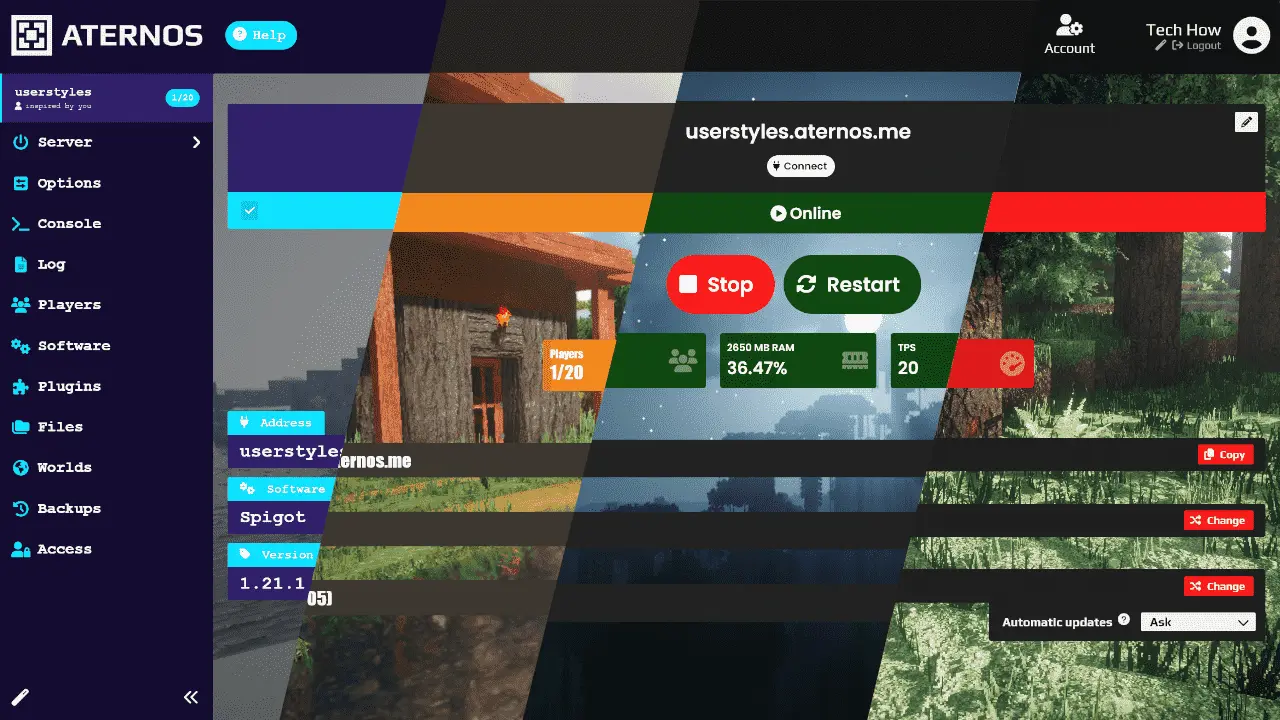 ATERNOS
Help
Account
Tech How
Logout
userstyles
inspired by you
1/20
Server
Options
Console
Log
Players
Software
Plugins
Files
Worlds
Backups
Access
userstyles.aternos.me
Connect
Online
Stop
Restart
Players
1/20
2650 MB RAM
36.47%
TPS
20
Address
userstyles
ernos.me
Copy
Software
Spigot
Change
Version
1.21.1
05)
Change
Automatic updates ?
Ask